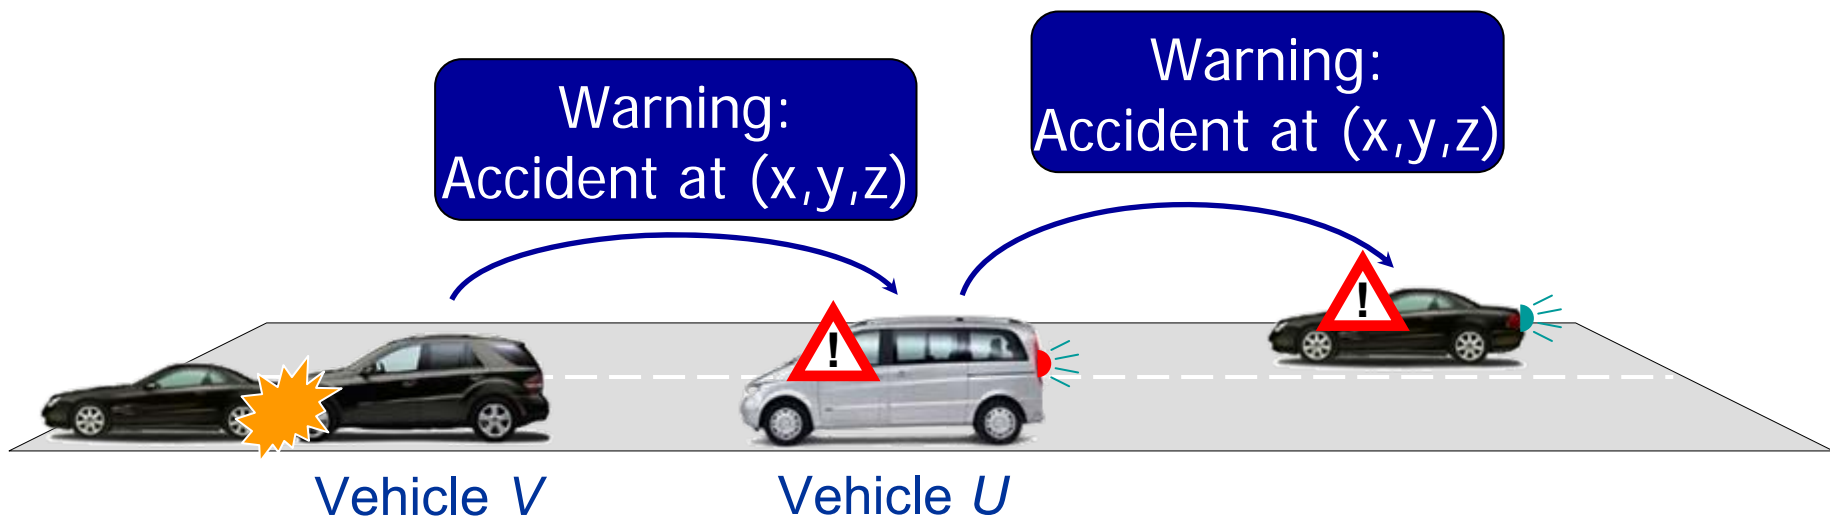 Warning:
Accident at (x,y,z)
Warning:
Accident at (x,y,z)
!
!
Vehicle V
Vehicle U